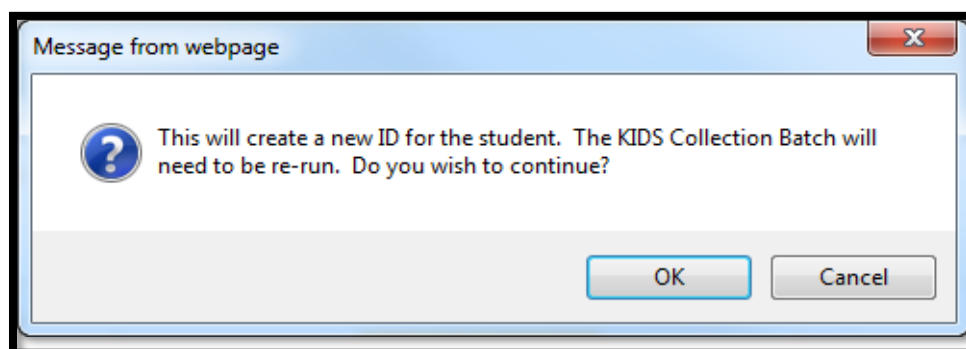 Message from webpage
This will create a new ID for the student.  The KIDS Collection Batch will
need to be re-run.  Do you wish to continue?
OK
Cancel